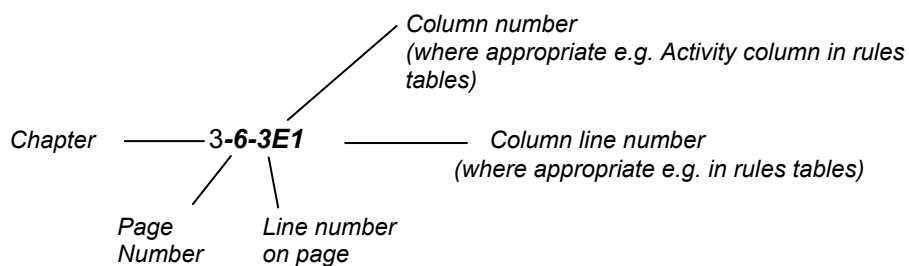 Column number
(where appropriate e.g. Activity column in rules
tables)
Chapter
3-6-3E1
Column line number
(where appropriate e.g. in rules tables)
Page
Number
Line number
on page